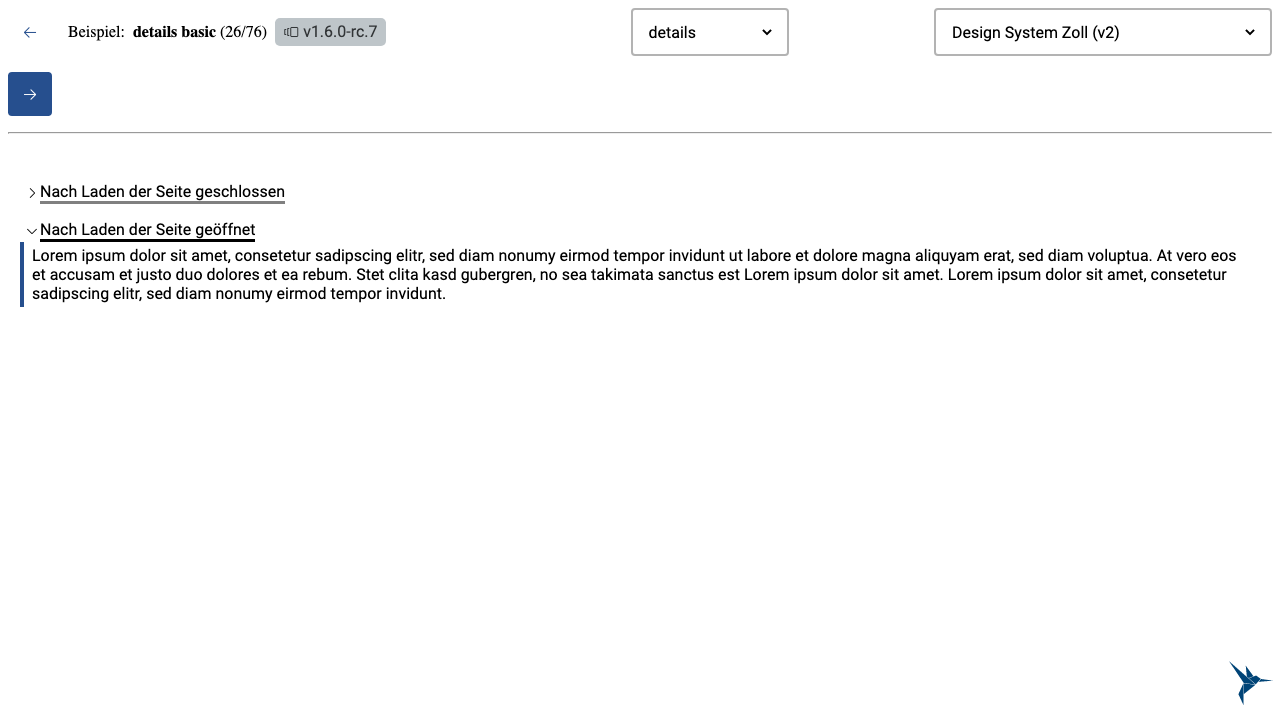 Beispiel: details basic (26/76) v1.6.0-rc.7 details Design System Zoll (v2)
Nach Laden der Seite geschlossen
Nach Laden der Seite geöffnet
Lorem ipsum dolor sit amet, consetetur sadipscing elitr, sed diam nonumy eirmod tempor invidunt ut labore et dolore magna aliquyam erat, sed diam voluptua. At vero eos
et accusam et justo duo dolores et ea rebum. Stet clita kasd gubergren, no sea takimata sanctus est Lorem ipsum dolor sit amet. Lorem ipsum dolor sit amet, consetetur
sadipscing elitr, sed diam nonumy eirmod tempor invidunt.